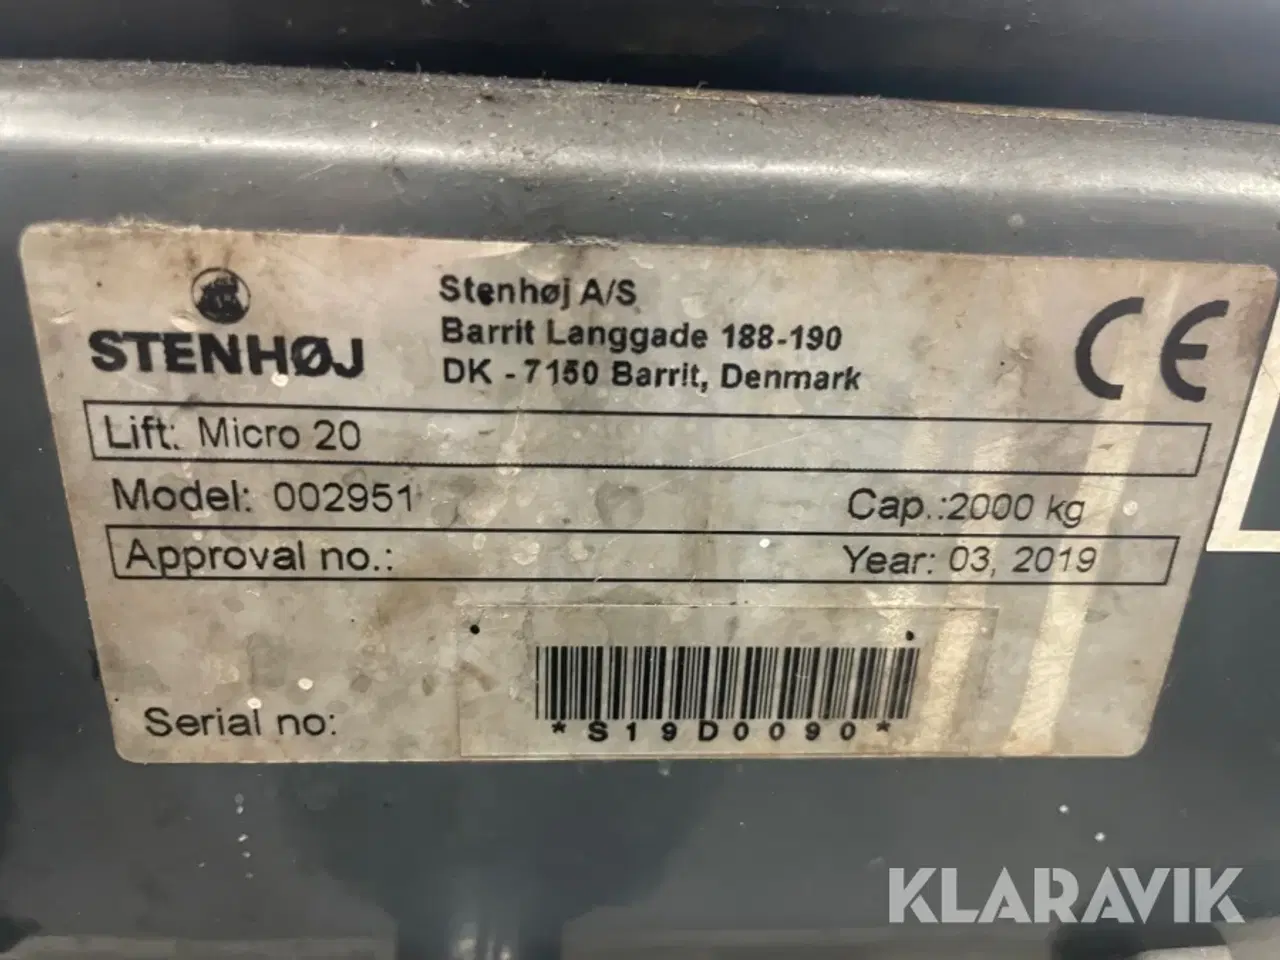 STENHØJ
Stenhøj A/S
Barrit Langgade 188-190
DK - 7150 Barrit, Denmark
CE
Lift: Micro 20
Model: 002951
Cap.:2000 kg
Approval no.:
Year: 03, 2019
Serial no:
*S19D0090*
KLARAVIK